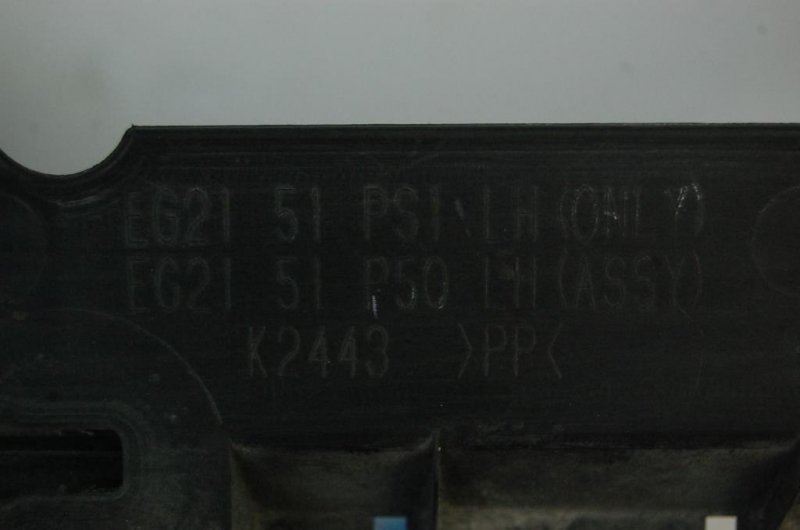 EG21 51 PS1 LH(ONLY)
EG21 51 P50 LH(ASSY)
K2443 >PP<